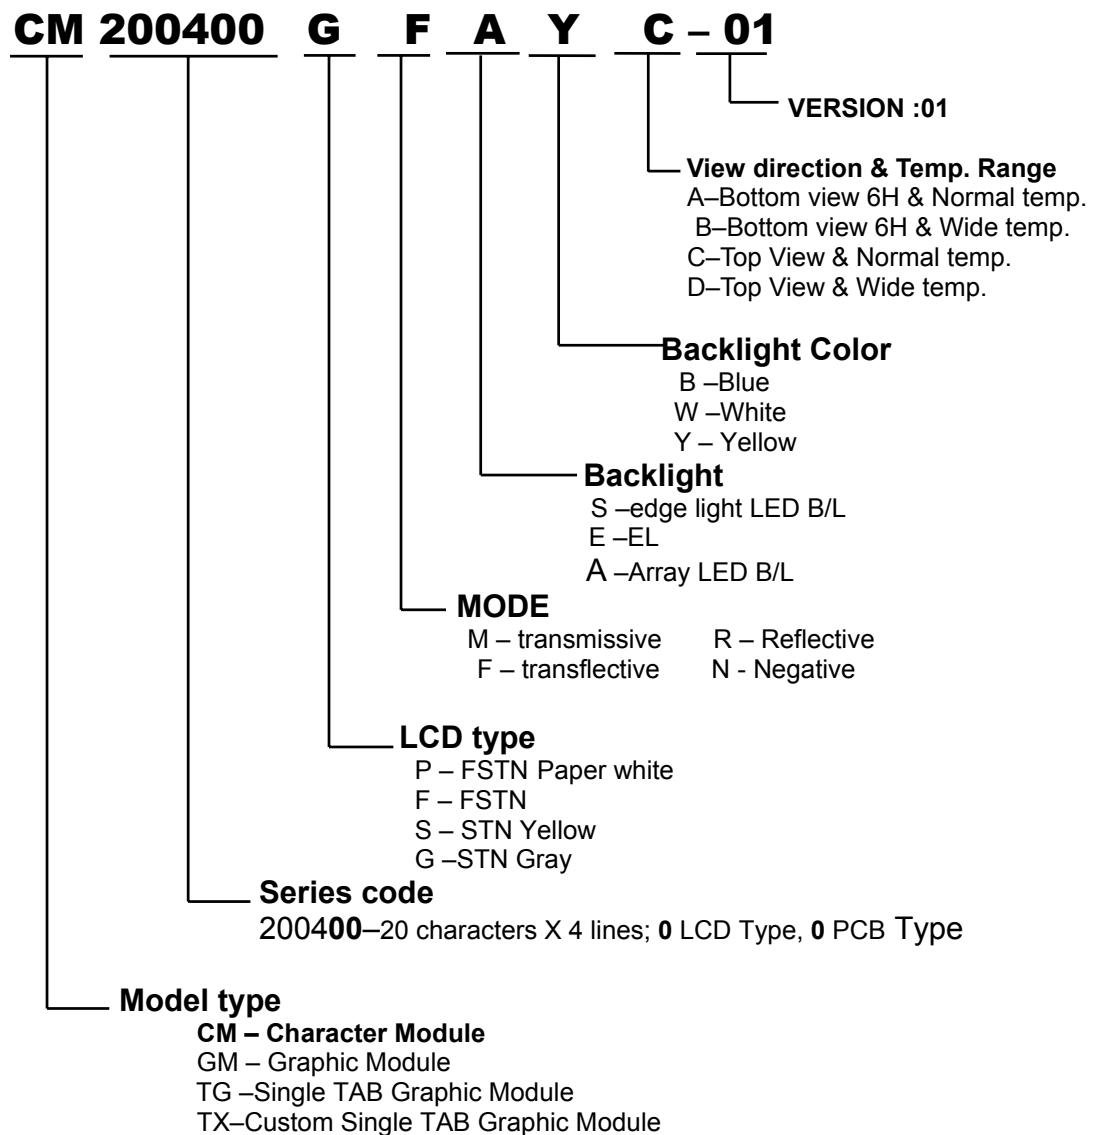 CM 200400 G F A Y C – 01
VERSION :01
View direction & Temp. Range
A–Bottom view 6H & Normal temp.
B–Bottom view 6H & Wide temp.
C–Top View & Normal temp.
D–Top View & Wide temp.
Backlight Color
B –Blue
W –White
Y – Yellow
Backlight
S –edge light LED B/L
E –EL
A –Array LED B/L
MODE
M – transmissive R – Reflective
F – transflective N - Negative
LCD type
P – FSTN Paper white
F – FSTN
S – STN Yellow
G –STN Gray
Series code
200400–20 characters X 4 lines; 0 LCD Type, 0 PCB Type
Model type
CM – Character Module
GM – Graphic Module
TG –Single TAB Graphic Module
TX–Custom Single TAB Graphic Module